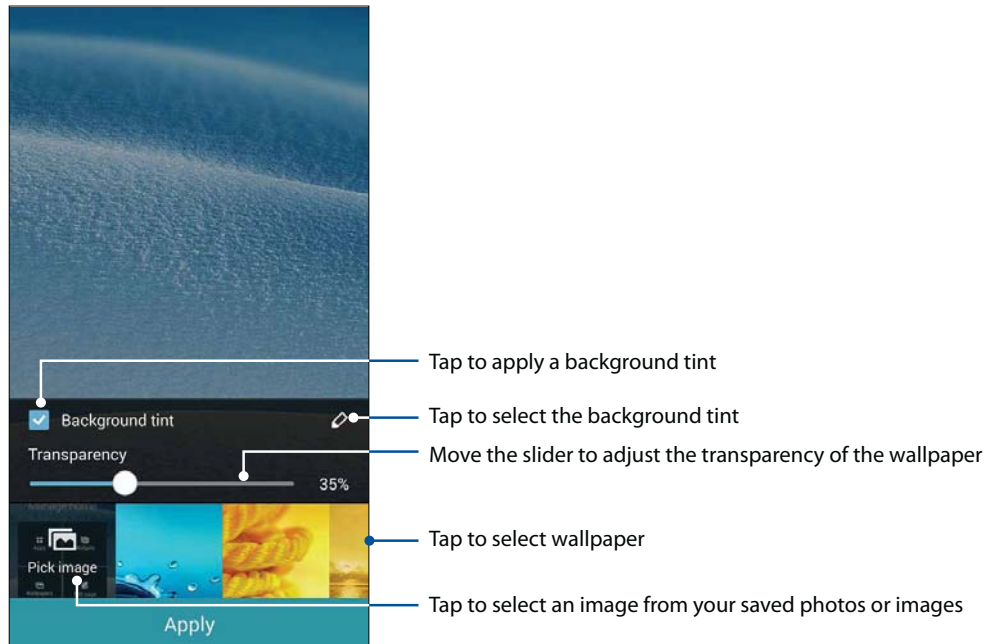 Tap to apply a background tint
Background tint
Tap to select the background tint
Transparency
Move the slider to adjust the transparency of the wallpaper
35%
Manage Home
Tap to select wallpaper
Pick image
Tap to select an image from your saved photos or images
Apply